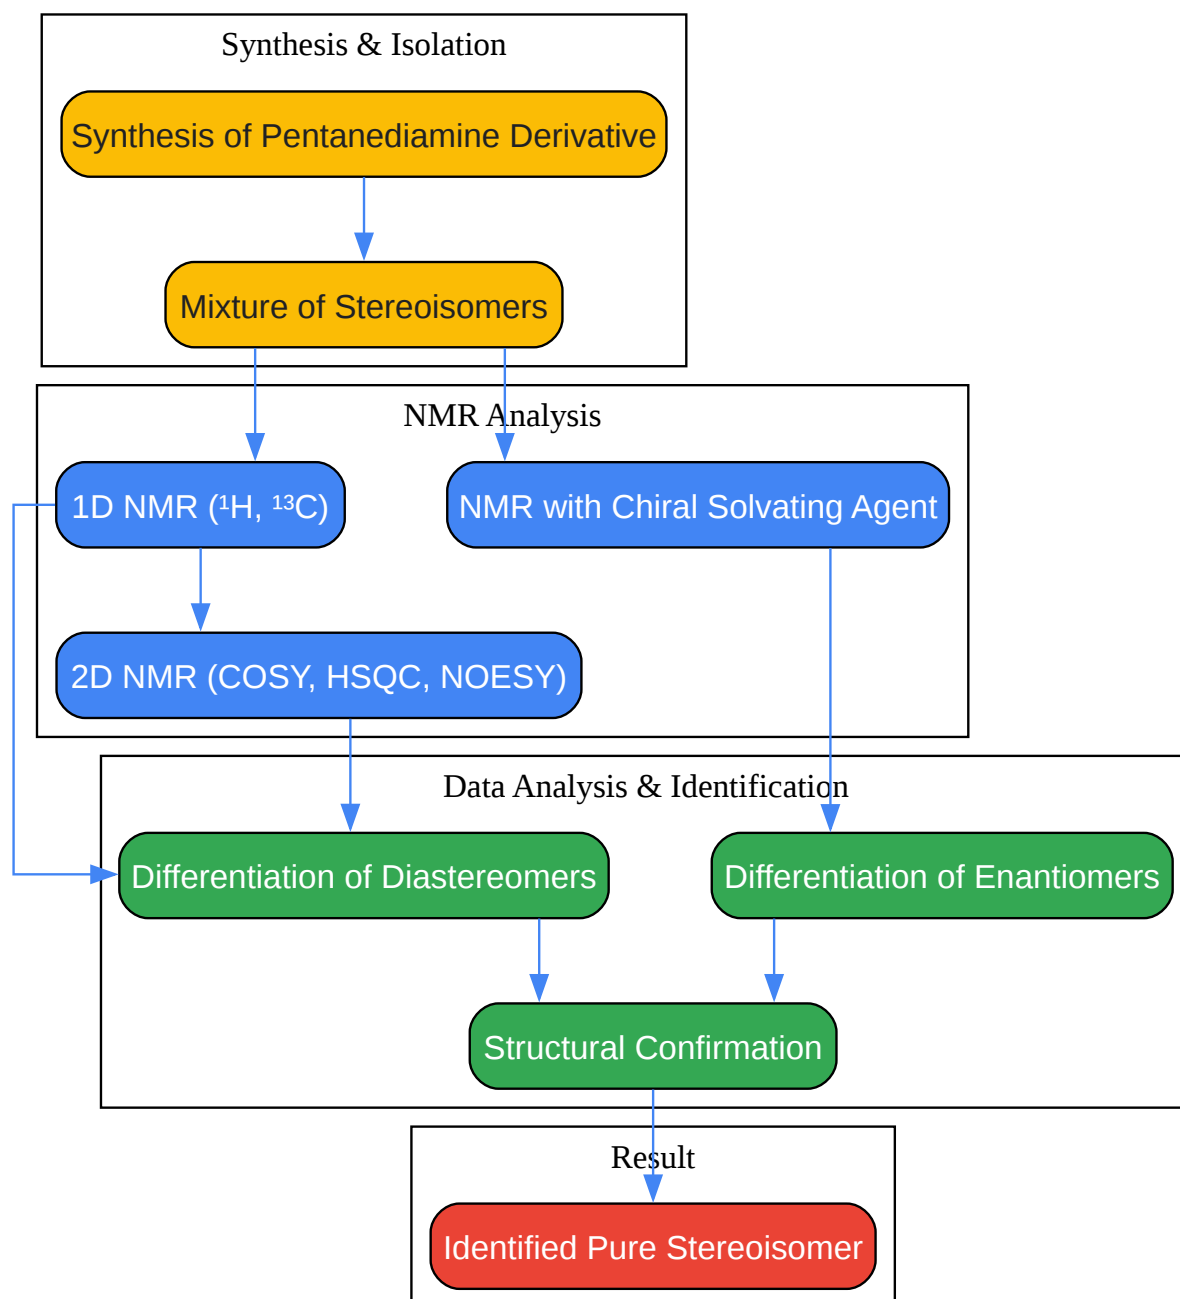 Synthesis & Isolation
Synthesis of Pentanediamine Derivative
Mixture of Stereoisomers
NMR Analysis
1D NMR (¹H, ¹³C)
NMR with Chiral Solvating Agent
2D NMR (COSY, HSQC, NOESY)
Data Analysis & Identification
Differentiation of Diastereomers
Differentiation of Enantiomers
Structural Confirmation
Result
Identified Pure Stereoisomer